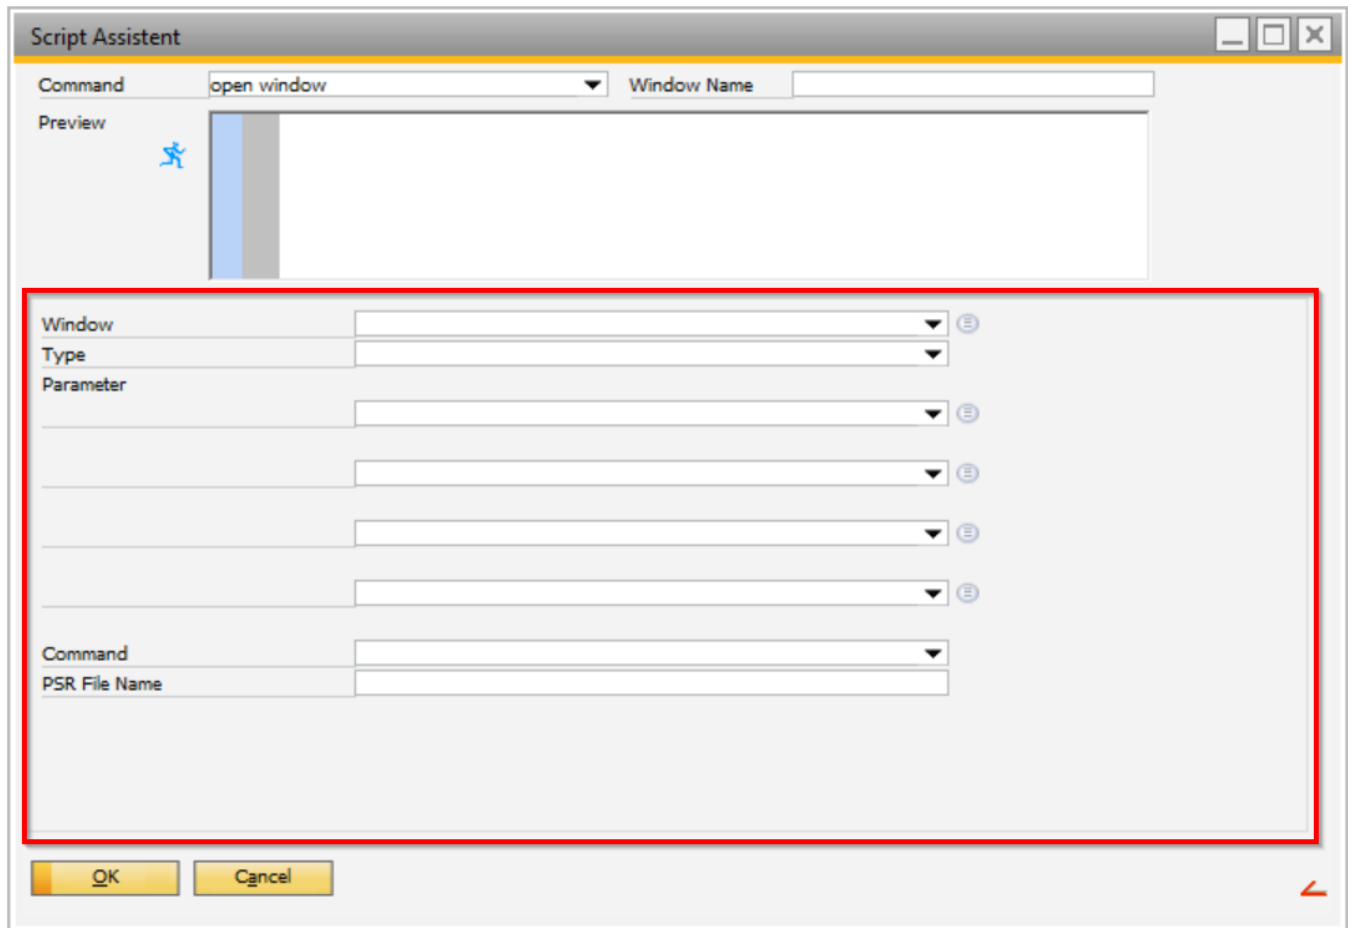 Script Assistent
Command open window Window Name
Preview
Window
Type
Parameter
Command
PSR File Name
OK Cancel